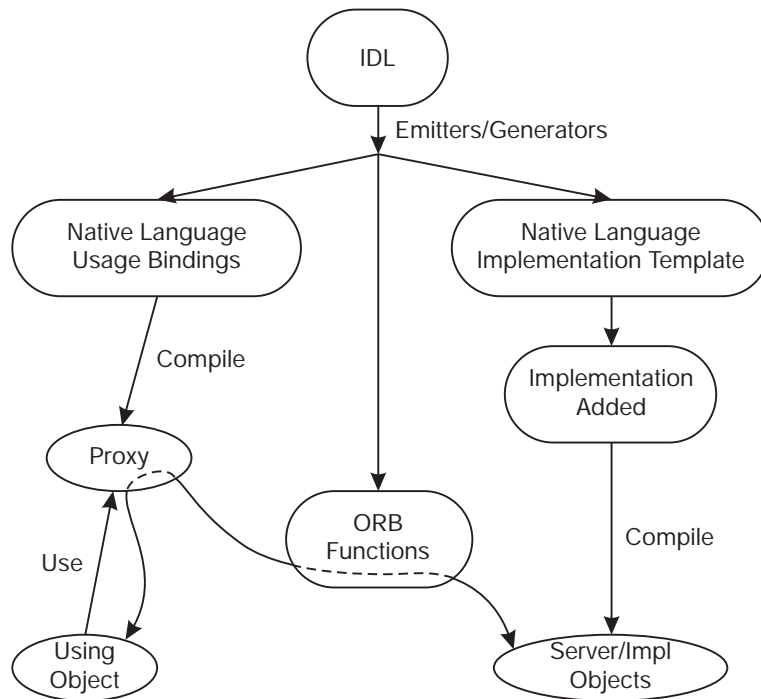 IDL
Emitters/Generators
Native Language
Usage Bindings
Native Language
Implementation Template
Compile
Implementation
Added
Proxy
ORB
Functions
Use
Compile
Using
Object
Server/Impl
Objects